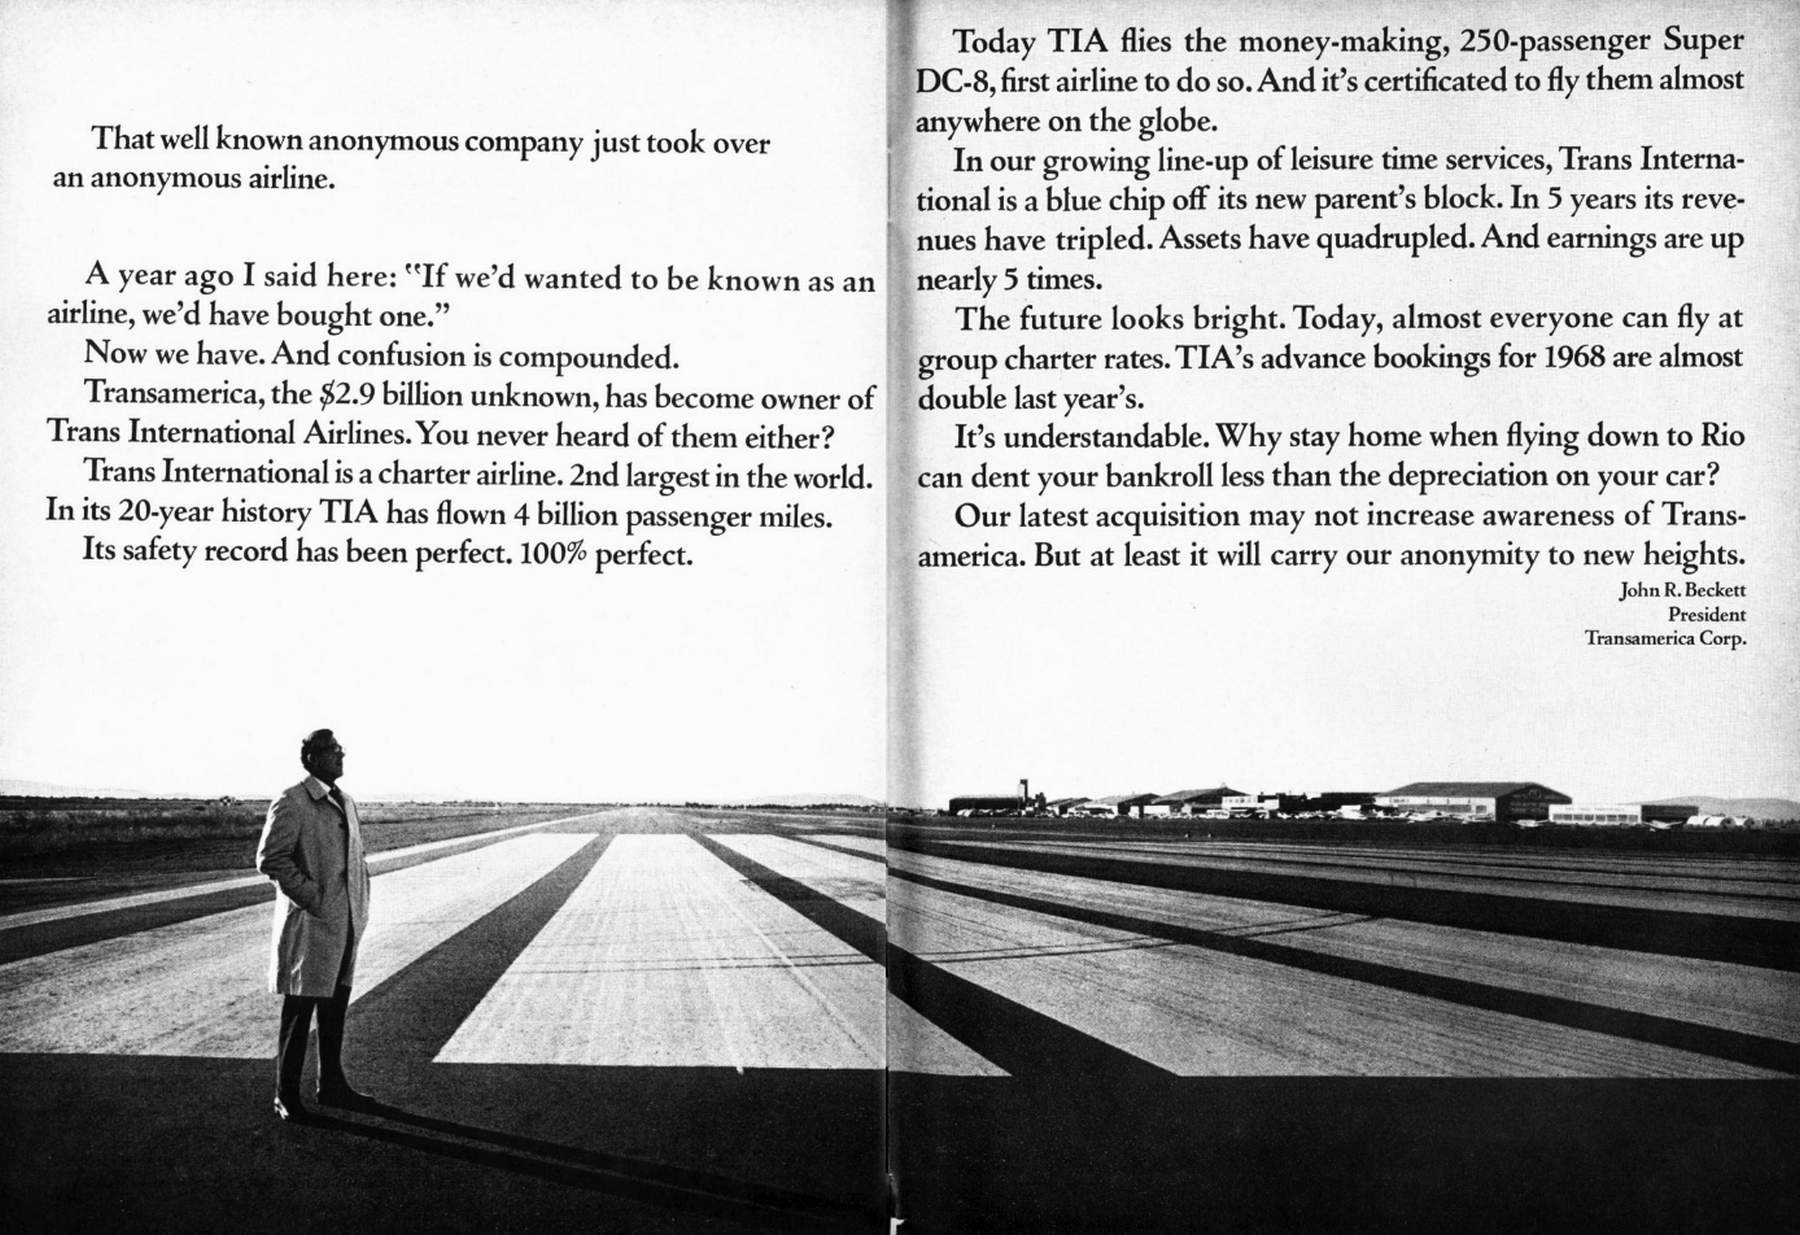 That well known anonymous company just took over
an anonymous airline.
A year ago I said here: "If we'd wanted to be known as an
airline, we'd have bought one."
Now we have. And confusion is compounded.
Transamerica, the $2.9 billion unknown, has become owner of
Trans International Airlines. You never heard of them either?
Trans International is a charter airline. 2nd largest in the world.
In its 20-year history TIA has flown 4 billion passenger miles.
Its safety record has been perfect. 100% perfect.
Today TIA flies the money-making, 250-passenger Super
DC-8, first airline to do so. And it's certificated to fly them almost
anywhere on the globe.
In our growing line-up of leisure time services, Trans Interna-
tional is a blue chip off its new parent's block. In 5 years its reve-
nues have tripled. Assets have quadrupled. And earnings are up
nearly 5 times.
The future looks bright. Today, almost everyone can fly at
group charter rates. TIA's advance bookings for 1968 are almost
double last year's.
It's understandable. Why stay home when flying down to Rio
can dent your bankroll less than the depreciation on your car?
Our latest acquisition may not increase awareness of Trans-
america. But at least it will carry our anonymity to new heights.
John R. Beckett
President
Transamerica Corp.